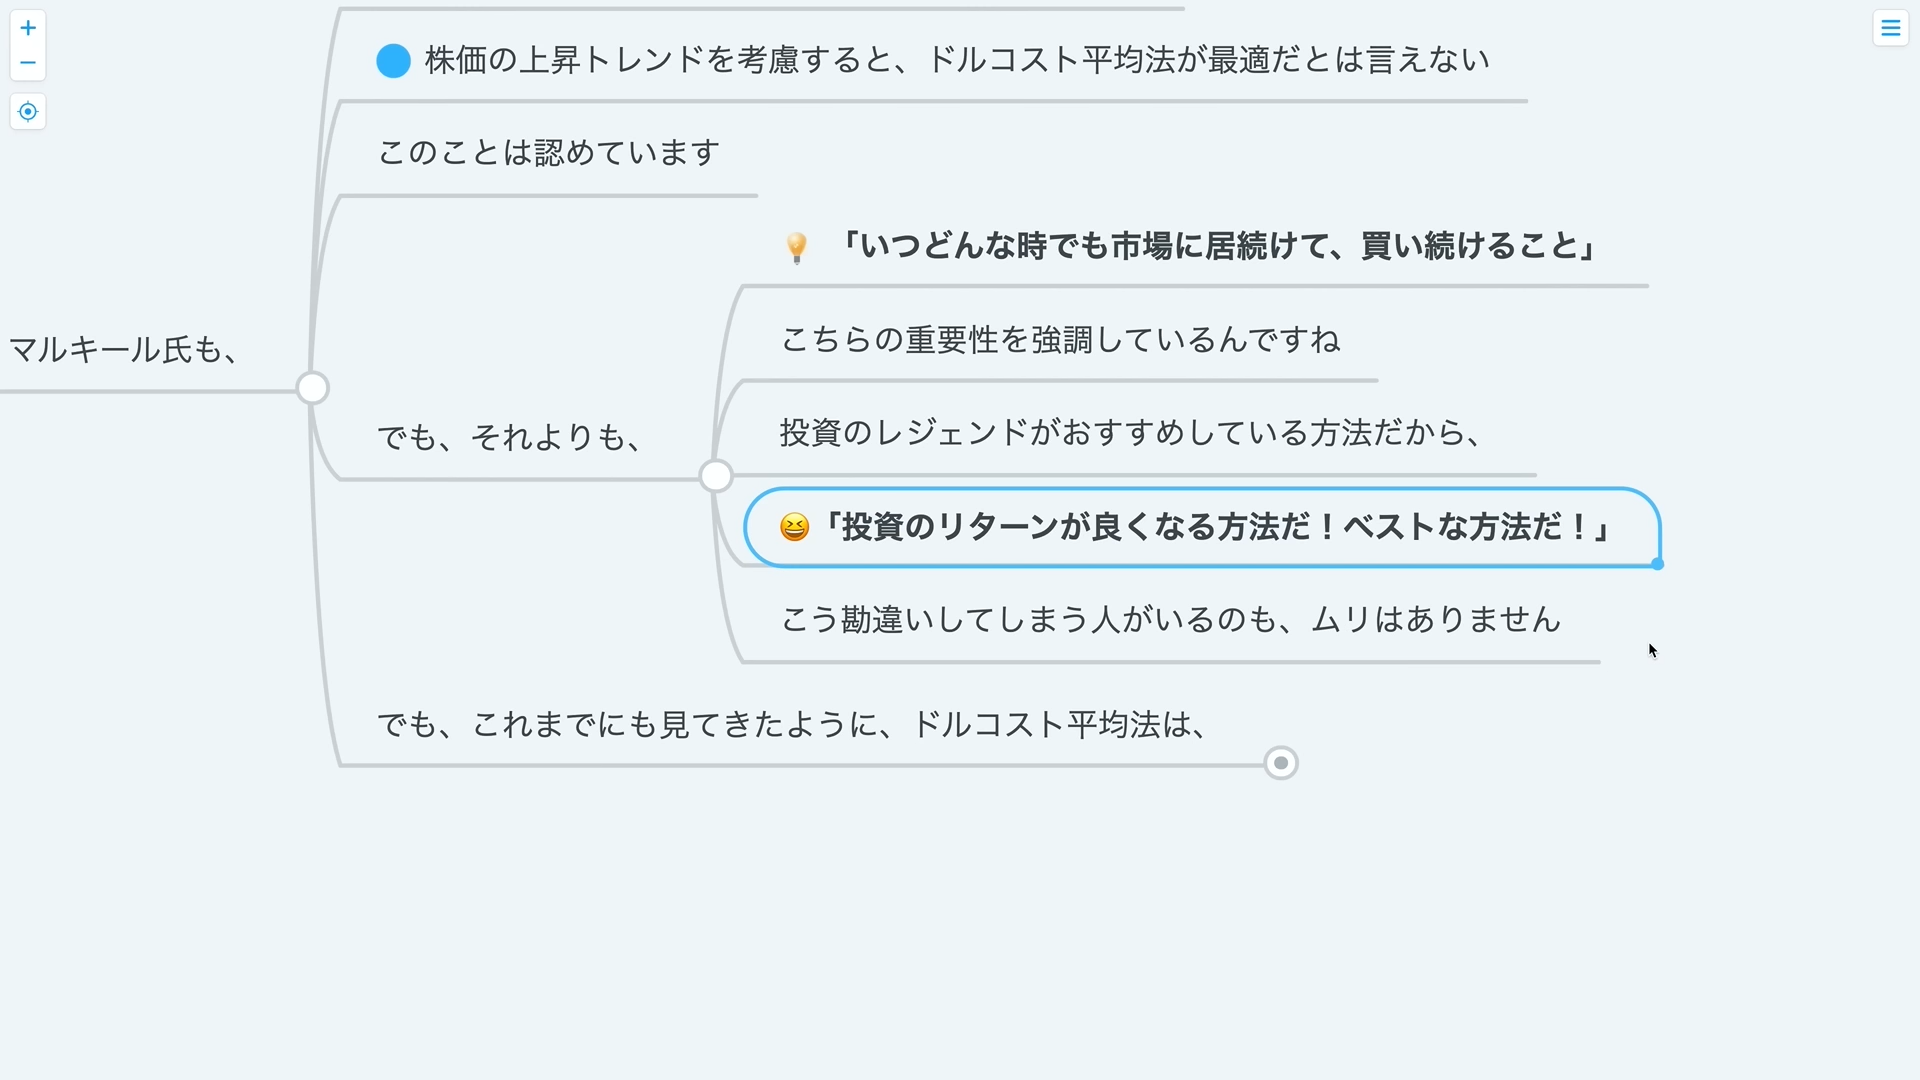 株価の上昇トレンドを考慮すると、ドルコスト平均法が最適だとは言えない
このことは認めています
マルキール氏も、
でも、それよりも、
「いつどんな時でも市場に居続けて、買い続けること」
こちらの重要性を強調しているんですね
投資のレジェンドがおすすめしている方法だから、
😆「投資のリターンが良くなる方法だ！ベストな方法だ！」
こう勘違いしてしまう人がいるのも、ムリはありません
でも、これまでにも見てきたように、ドルコスト平均法は、